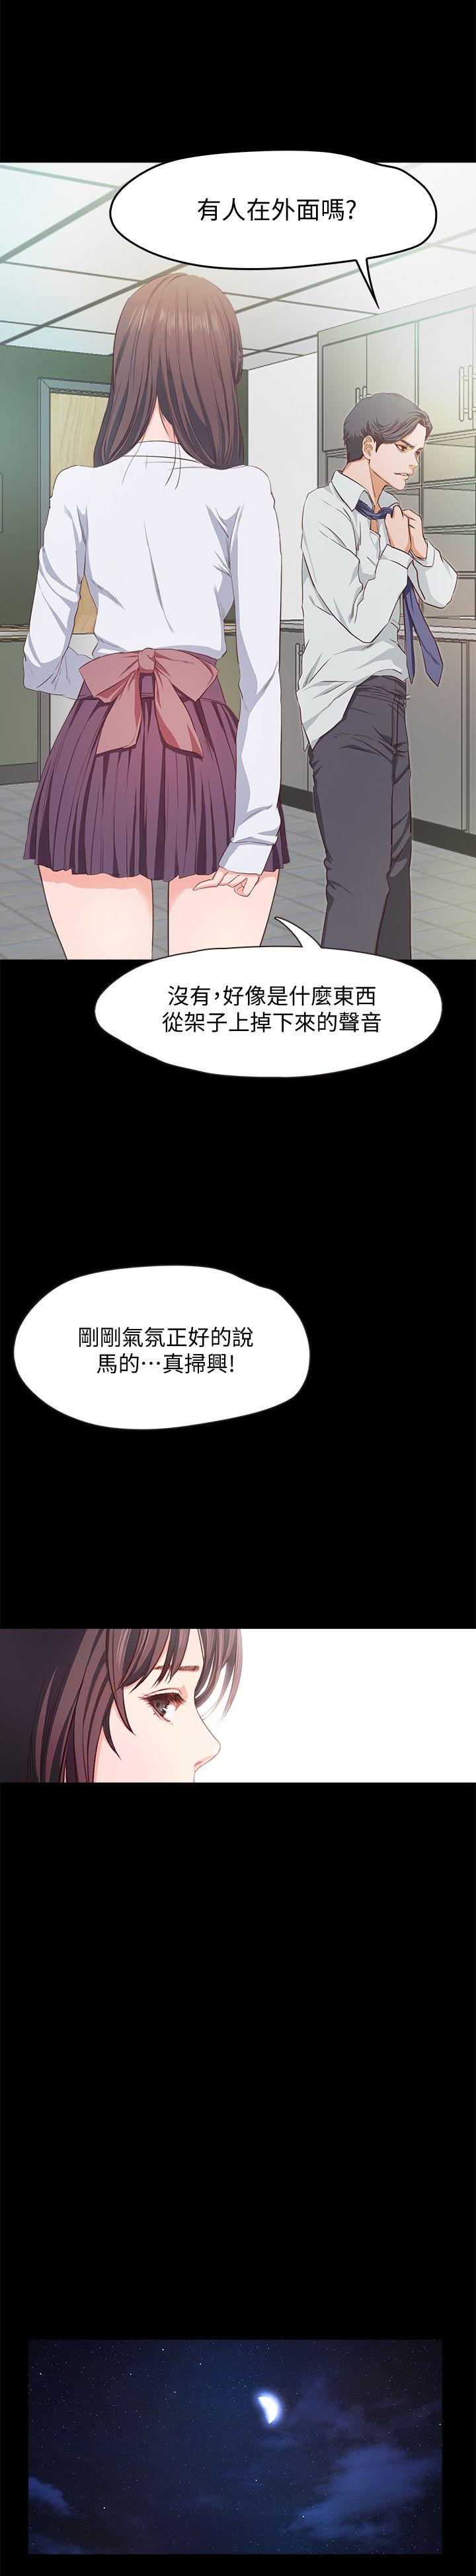 有人在外面嗎?
沒有,好像是什麼東西
從架子上掉下來的聲音
剛剛氣氛正好的說
馬的…真掃興!